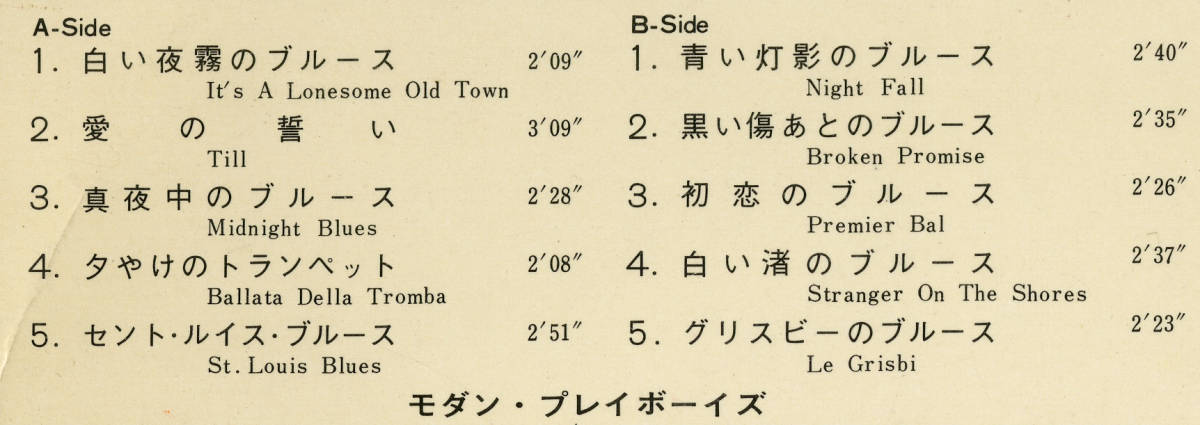 A-Side
1. 白い夜霧のブルース 2′09″
It's A Lonesome Old Town
2. 愛の誓い 3′09″
Till
3. 真夜中のブルース 2′28″
Midnight Blues
4. 夕やけのトランペット 2′08″
Ballata Della Tromba
5. セント・ルイス・ブルース 2′51″
St. Louis Blues
B-Side
1. 青い灯影のブルース 2′40″
Night Fall
2. 黒い傷あとのブルース 2′35″
Broken Promise
3. 初恋のブルース 2′26″
Premier Bal
4. 白い渚のブルース 2′37″
Stranger On The Shores
5. グリスビーのブルース 2′23″
Le Grisbi
モダン・プレイボーイズ